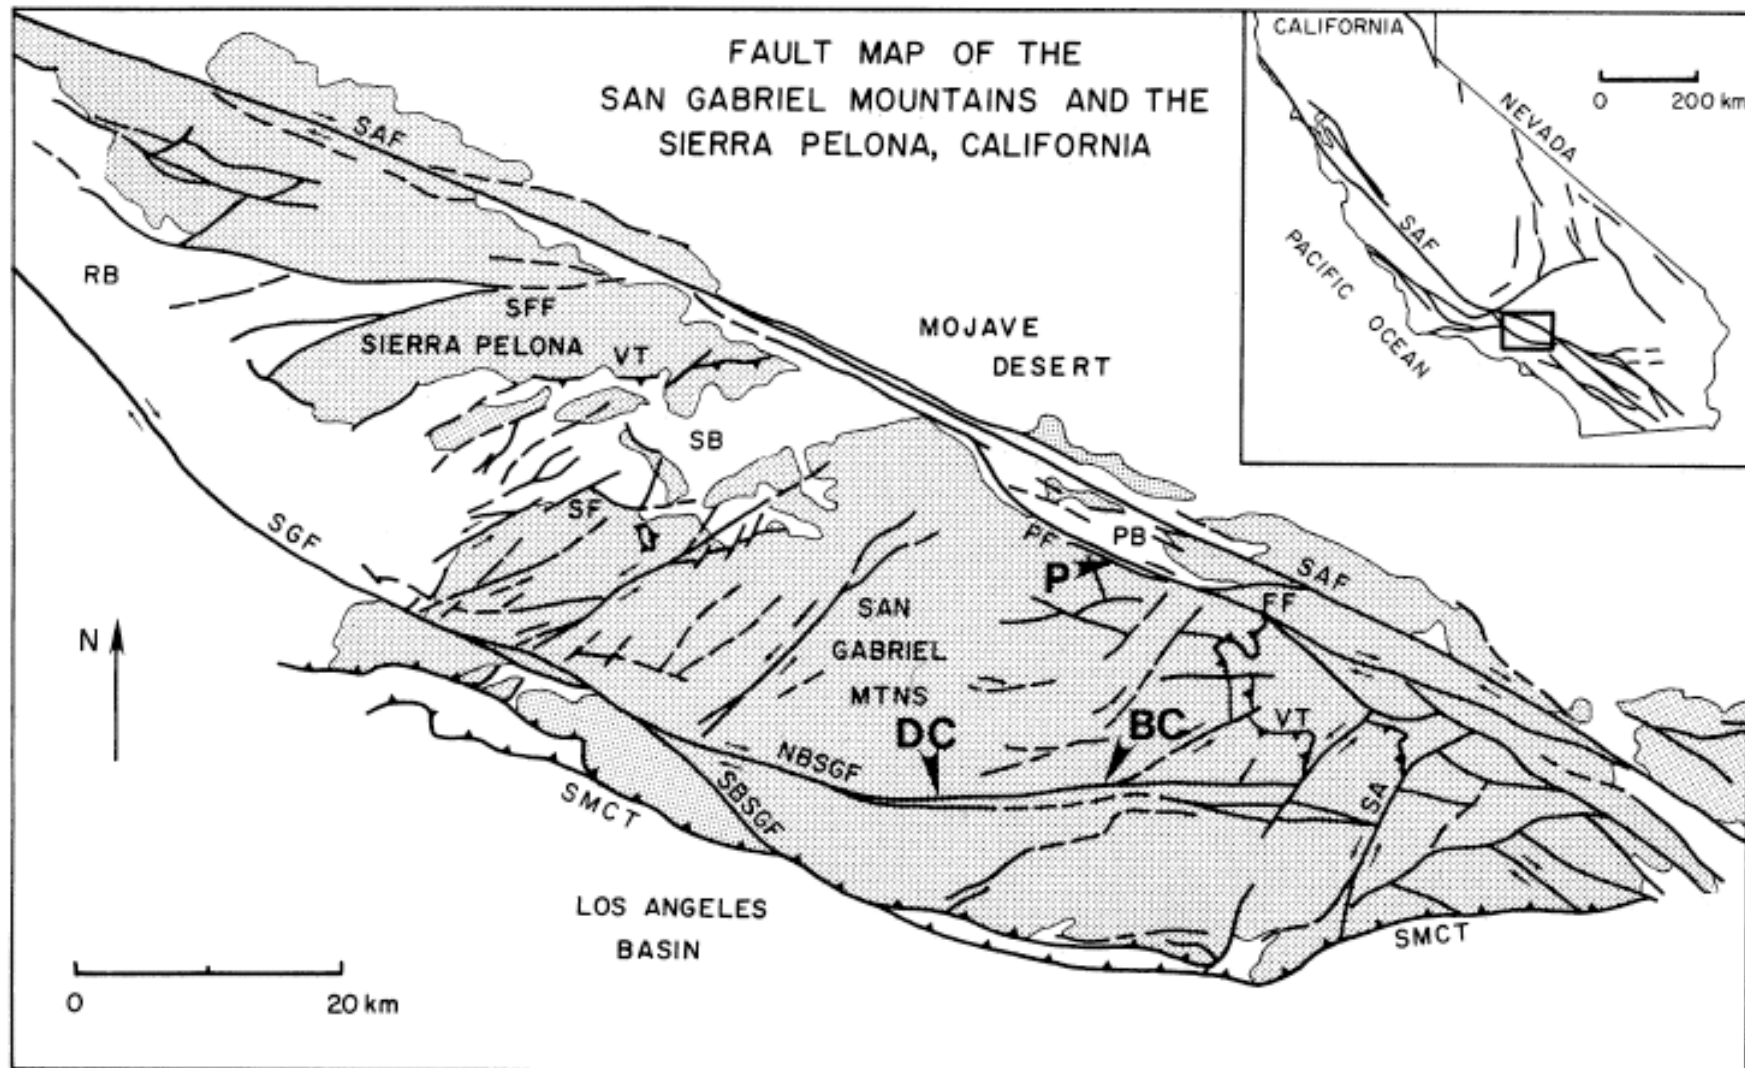 FAULT MAP OF THE
SAN GABRIEL MOUNTAINS AND THE
SIERRA PELONA, CALIFORNIA
CALIFORNIA
0 200 km
NEVADA
SAF
PACIFIC OCEAN
SAF
RB
SFF
SIERRA PELONA
VT
MOJAVE
DESERT
SB
SGF
SF
PF
PB
P
SAF
FF
N
SAN
GABRIEL
MTNS
DC
BC
VT
NBSGF
SBSGF
SMCT
SA
LOS ANGELES
BASIN
SMCT
0 20 km